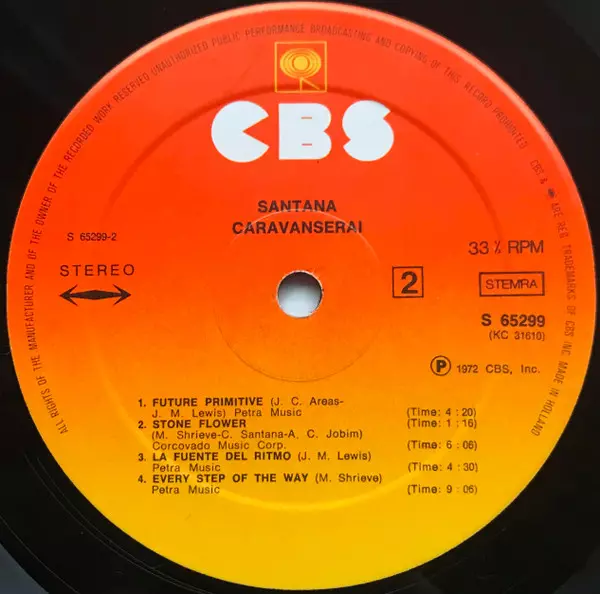 ALL RIGHTS OF THE MANUFACTURER AND OF THE OWNER OF THE RECORDED WORK RESERVED UNAUTHORIZED PUBLIC PERFORMANCE BROADCASTING AND COPYING OF THIS RECORD PROHIBITED
CBS & ARE REG. TRADEMARKS OF CBS INC. MADE IN HOLLAND
CBS
SANTANA
CARAVANSERAI
S 65299-2
STEREO
33⅓ RPM
2
STEMRA
S 65299
(KC 31610)
Ⓟ 1972 CBS, Inc.
1. FUTURE PRIMITIVE (J. C. Areas-
J. M. Lewis) Petra Music (Time: 4 : 20)
2. STONE FLOWER (Time: 1 : 16)
(M. Shrieve-C. Santana-A. C. Jobim)
Corcovado Music Corp. (Time: 6 : 06)
3. LA FUENTE DEL RITMO (J. M. Lewis)
Petra Music (Time: 4 : 30)
4. EVERY STEP OF THE WAY (M. Shrieve)
Petra Music (Time: 9 : 06)